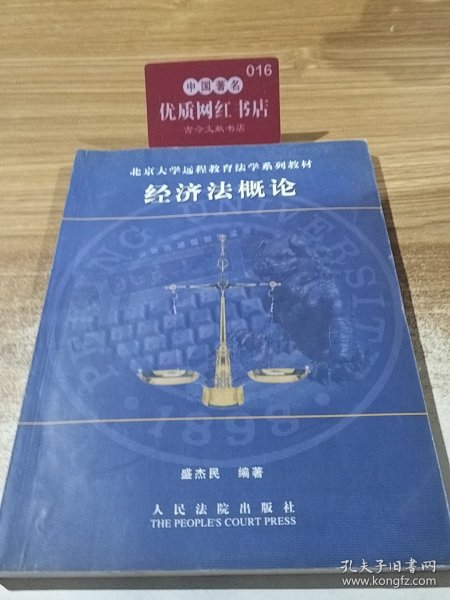 016
中国著名
优质网红书店
古今文献书店
北京大学远程教育法学系列教材
经济法概论
PEKING UNIVERSITY
1898
盛杰民 编著
人民法院出版社
THE PEOPLE'S COURT PRESS
孔夫子旧书网
www.kongfz.com